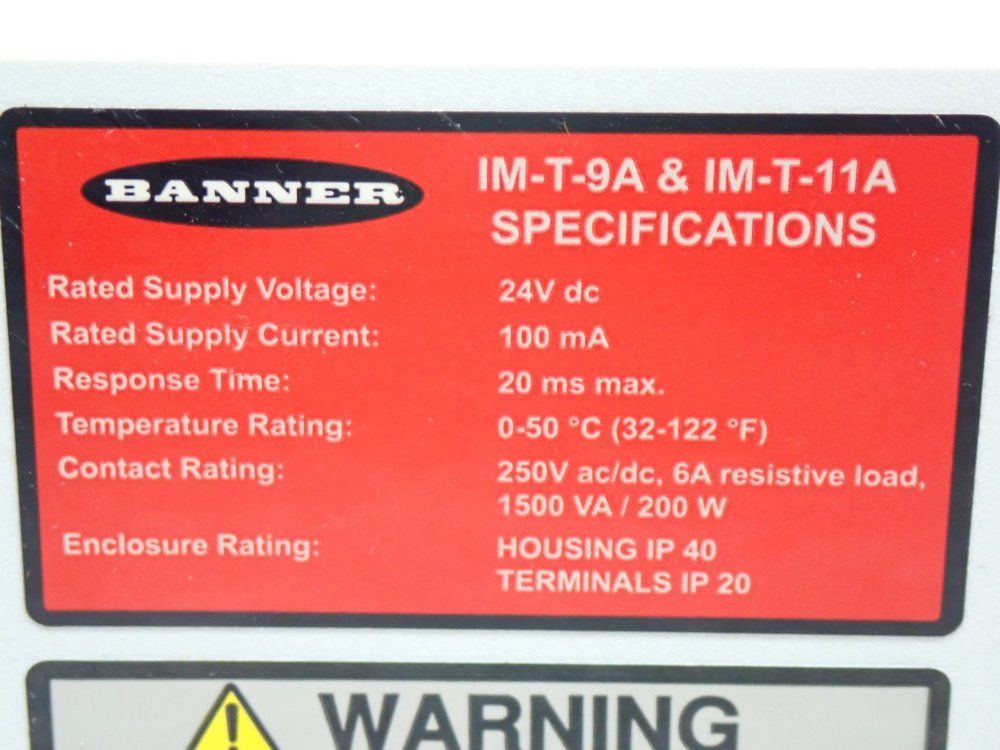 BANNER
IM-T-9A & IM-T-11A
SPECIFICATIONS
Rated Supply Voltage: 24V dc
Rated Supply Current: 100 mA
Response Time: 20 ms max.
Temperature Rating: 0-50 °C (32-122 °F)
Contact Rating: 250V ac/dc, 6A resistive load,
1500 VA / 200 W
Enclosure Rating: HOUSING IP 40
TERMINALS IP 20
WARNING